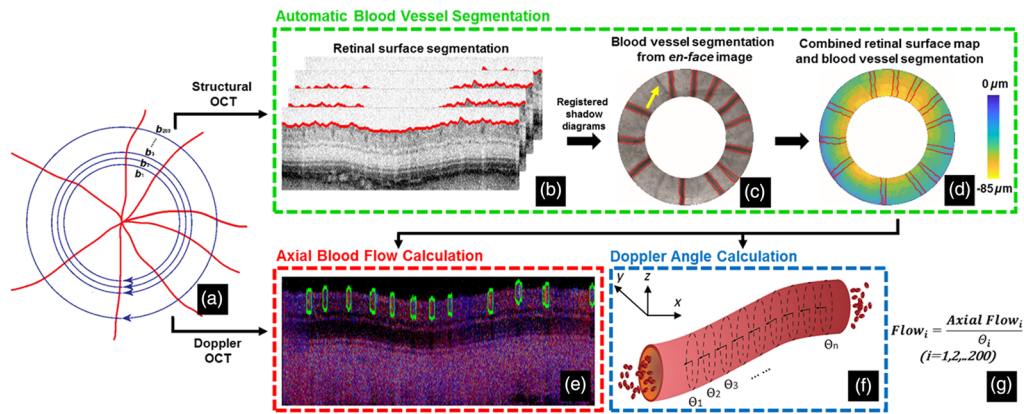 Automatic Blood Vessel Segmentation
Structural
OCT
Retinal surface segmentation
(b)
Registered
shadow
diagrams
Blood vessel segmentation
from en-face image
(c)
Combined retinal surface map
and blood vessel segmentation
0 µm
-85µm
(d)
b200
....
b3
b2
b1
(a)
Doppler
OCT
Axial Blood Flow Calculation
(e)
Doppler Angle Calculation
y
z
x
Θ1
Θ2
Θ3
......
Θn
(f)
Flowi = Axial Flowi / Θi
(i=1,2,..200)
(g)